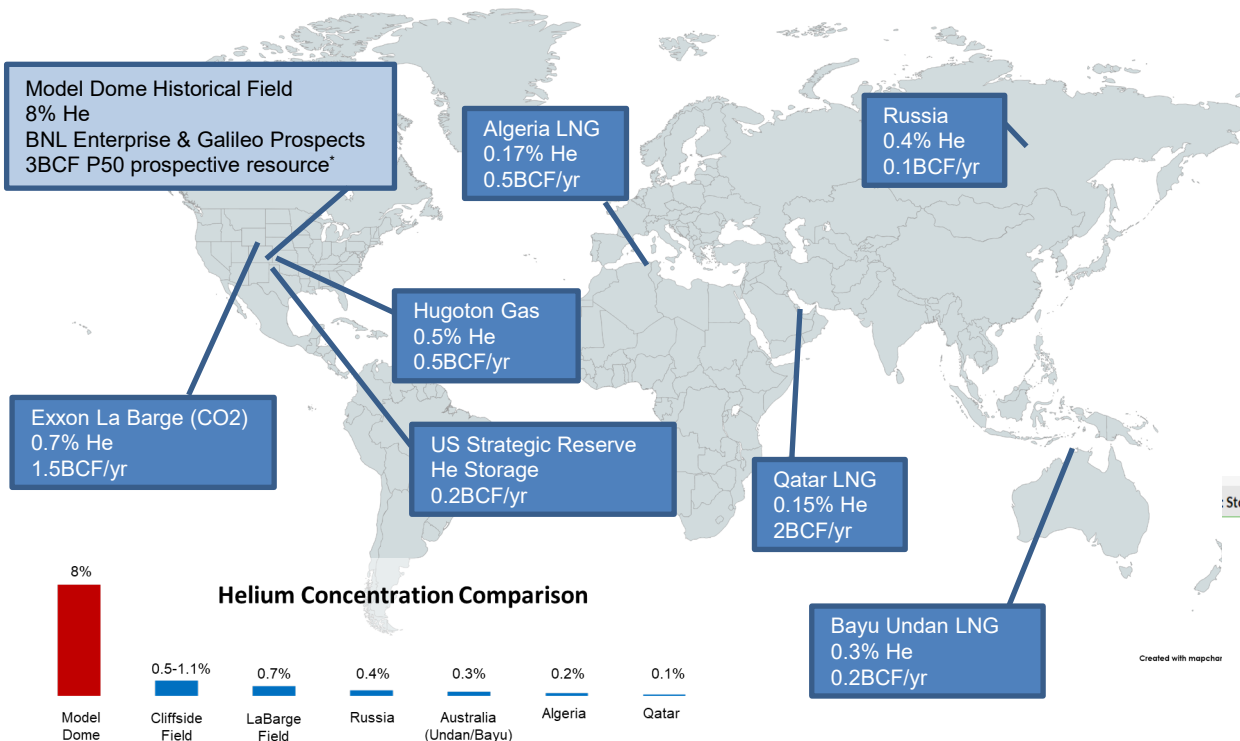 Model Dome Historical Field
8% He
BNL Enterprise & Galileo Prospects
3BCF P50 prospective resource*
Algeria LNG
0.17% He
0.5BCF/yr
Russia
0.4% He
0.1BCF/yr
Hugoton Gas
0.5% He
0.5BCF/yr
Exxon La Barge (CO2)
0.7% He
1.5BCF/yr
US Strategic Reserve
He Storage
0.2BCF/yr
Qatar LNG
0.15% He
2BCF/yr
Bayu Undan LNG
0.3% He
0.2BCF/yr
Created with mapchar
Helium Concentration Comparison
8%
0.5-1.1%
0.7%
0.4%
0.3%
0.2%
0.1%
Model
Dome
Cliffside
Field
LaBarge
Field
Russia
Australia
(Undan/Bayu)
Algeria
Qatar